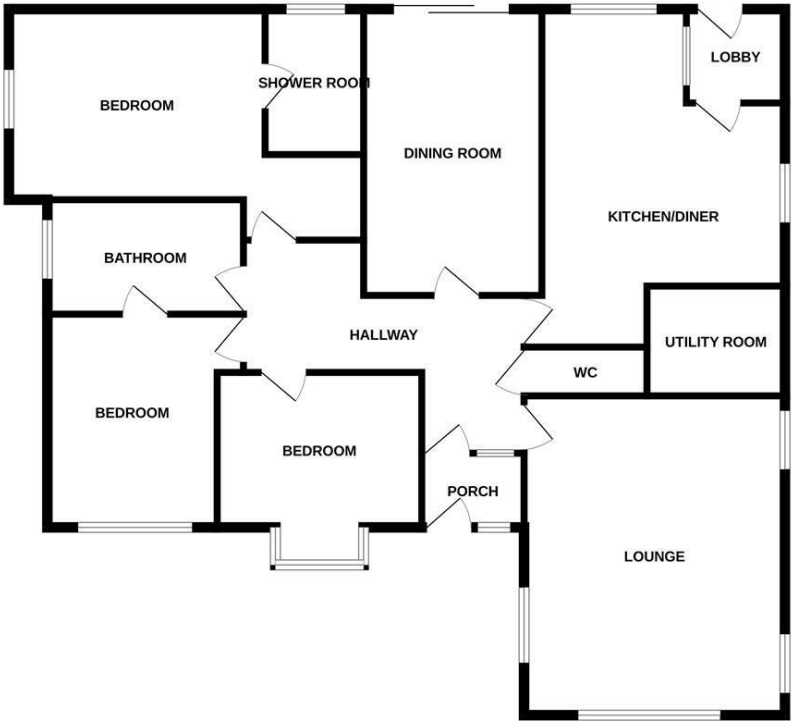 LOBBY
SHOWER ROOM
BEDROOM
DINING ROOM
KITCHEN/DINER
BATHROOM
HALLWAY
UTILITY ROOM
WC
BEDROOM
BEDROOM
PORCH
LOUNGE